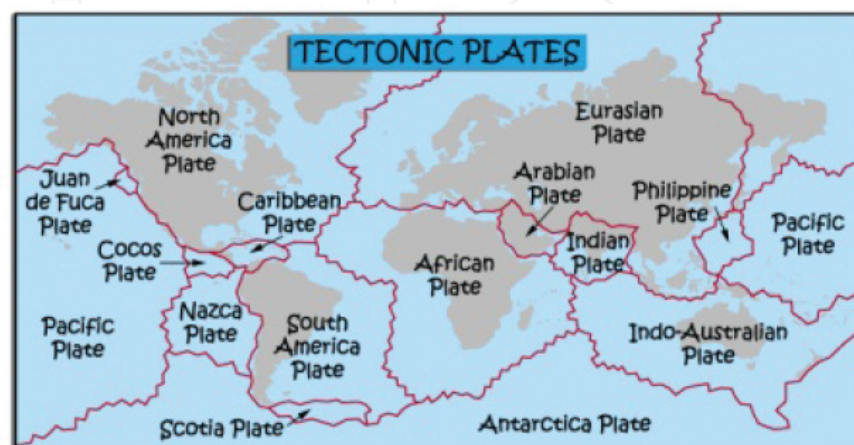 TECTONIC PLATES
North
America
Plate
Eurasian
Plate
Juan
de Fuca
Plate
Caribbean
Plate
Arabian
Plate
Philippine
Plate
Pacific
Plate
Cocos
Plate
African
Plate
Indian
Plate
Pacific
Plate
Nazca
Plate
South
America
Plate
Indo-Australian
Plate
Scotia Plate
Antarctica Plate